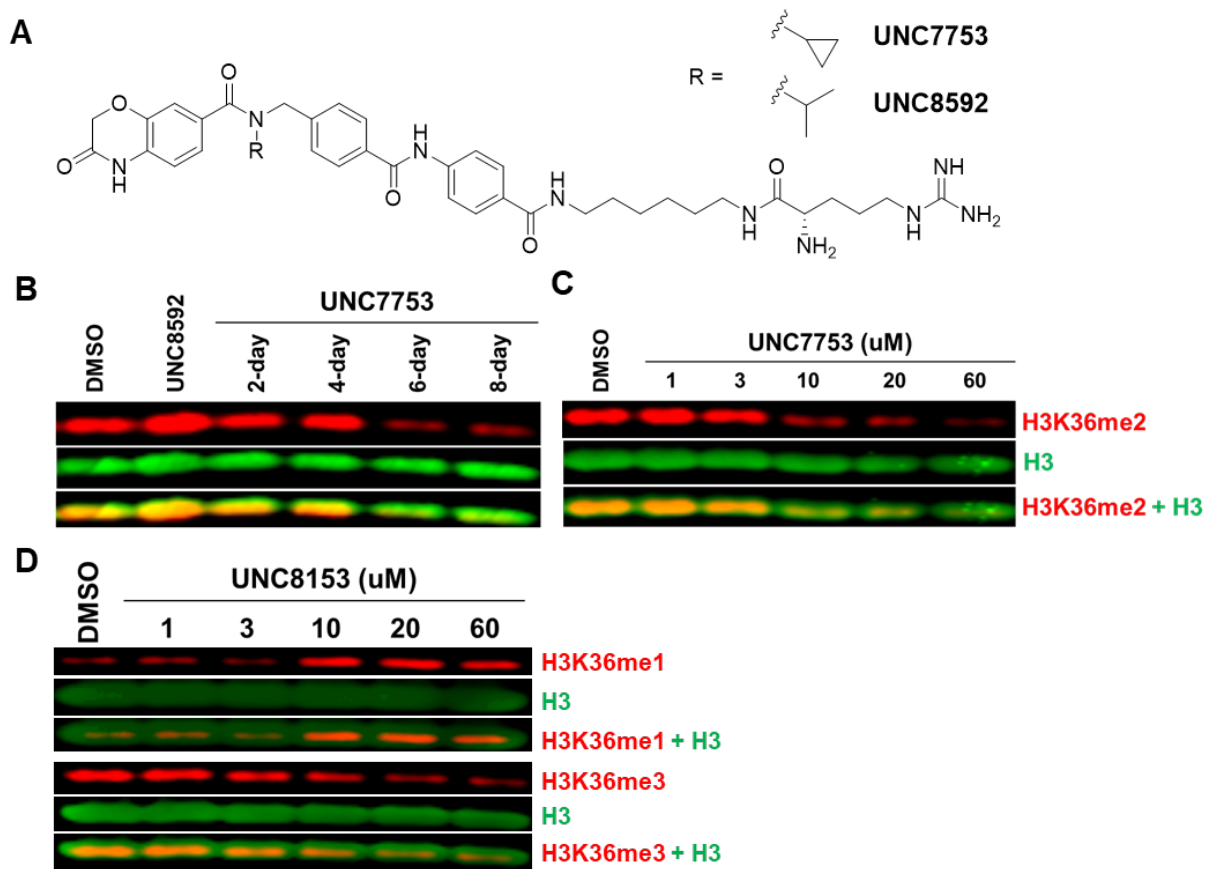 A
UNC7753
R =
UNC8592
O
O
O
N
R
N
H
O
O
H
N
O
H
N
N
H
O
NH2
N
H
NH
NH2
B
UNC7753
DMSO
UNC8592
2-day
4-day
6-day
8-day
C
UNC7753 (uM)
DMSO
1 3 10 20 60
H3K36me2
H3
H3K36me2 + H3
D
UNC8153 (uM)
DMSO
1 3 10 20 60
H3K36me1
H3
H3K36me1 + H3
H3K36me3
H3
H3K36me3 + H3